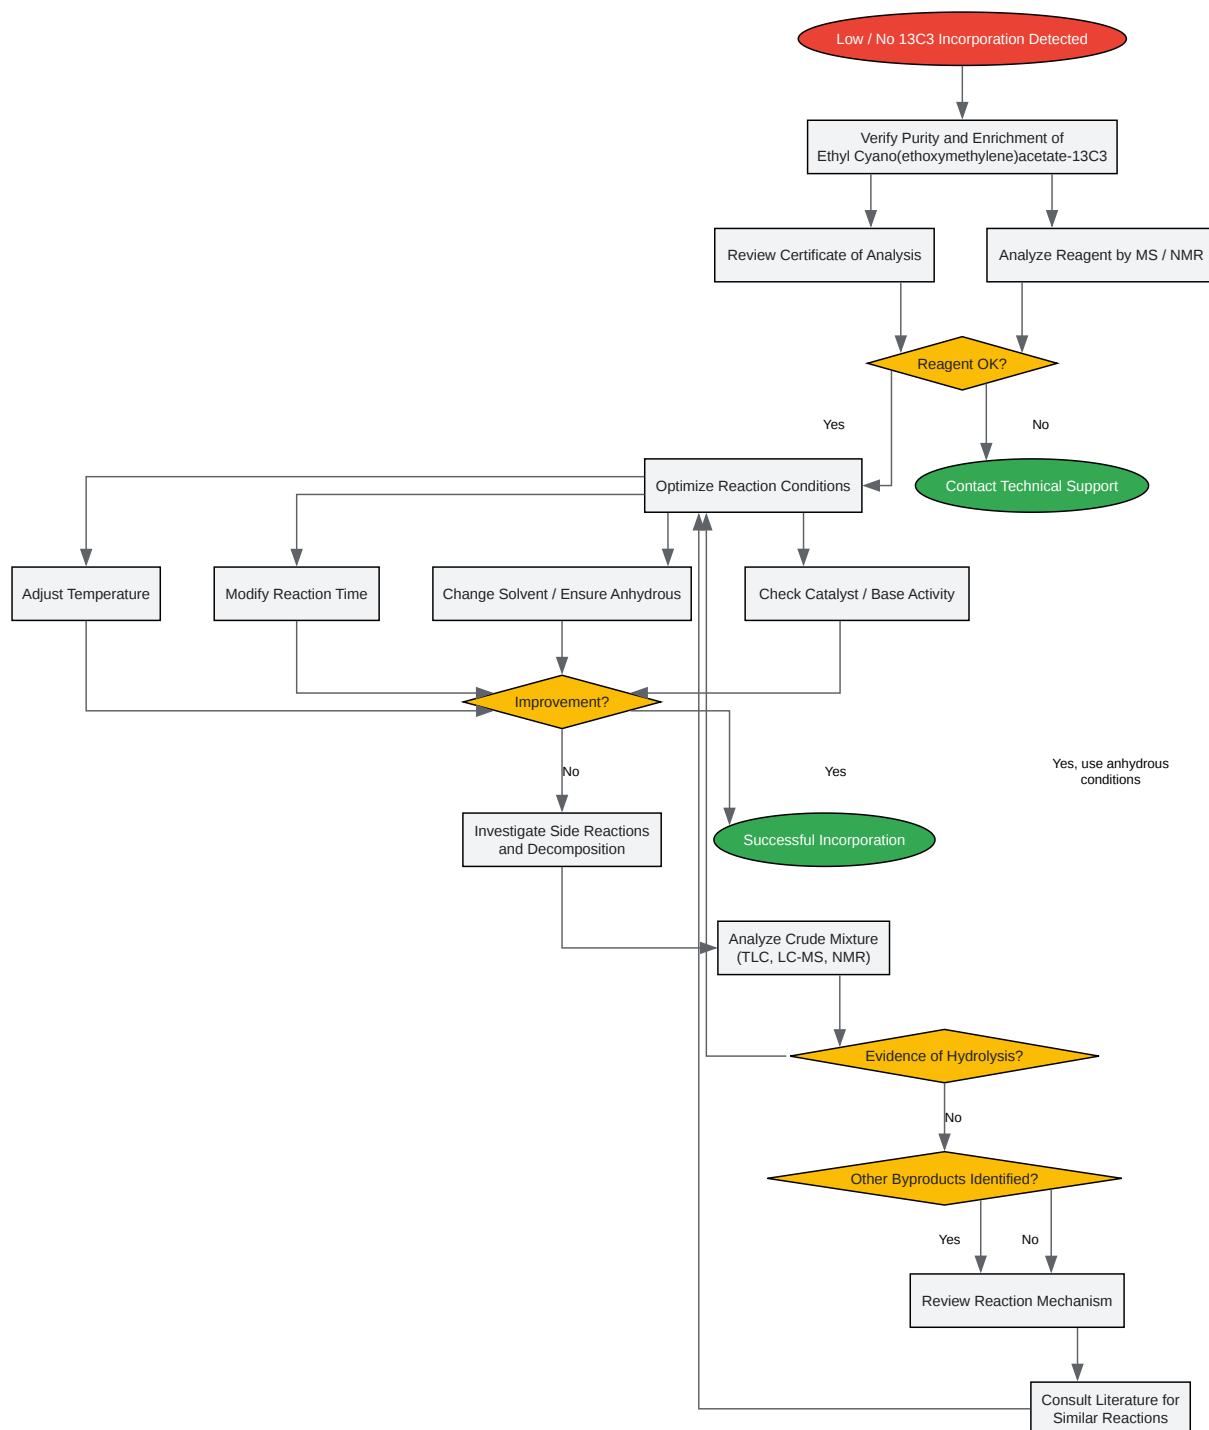 Low / No 13C3 Incorporation Detected
Verify Purity and Enrichment of
Ethyl Cyano(ethoxymethylene)acetate-13C3
Review Certificate of Analysis
Analyze Reagent by MS / NMR
Reagent OK?
Yes
No
Optimize Reaction Conditions
Contact Technical Support
Adjust Temperature
Modify Reaction Time
Change Solvent / Ensure Anhydrous
Check Catalyst / Base Activity
Improvement?
No
Yes
Yes, use anhydrous
conditions
Investigate Side Reactions
and Decomposition
Successful Incorporation
Analyze Crude Mixture
(TLC, LC-MS, NMR)
Evidence of Hydrolysis?
No
Other Byproducts Identified?
Yes
No
Review Reaction Mechanism
Consult Literature for
Similar Reactions